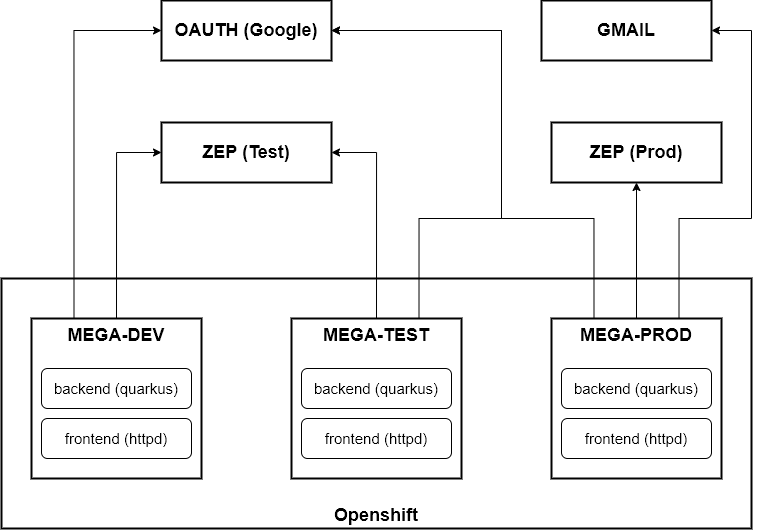 OAUTH (Google)
GMAIL
ZEP (Test)
ZEP (Prod)
MEGA-DEV
backend (quarkus)
frontend (httpd)
MEGA-TEST
backend (quarkus)
frontend (httpd)
MEGA-PROD
backend (quarkus)
frontend (httpd)
Openshift